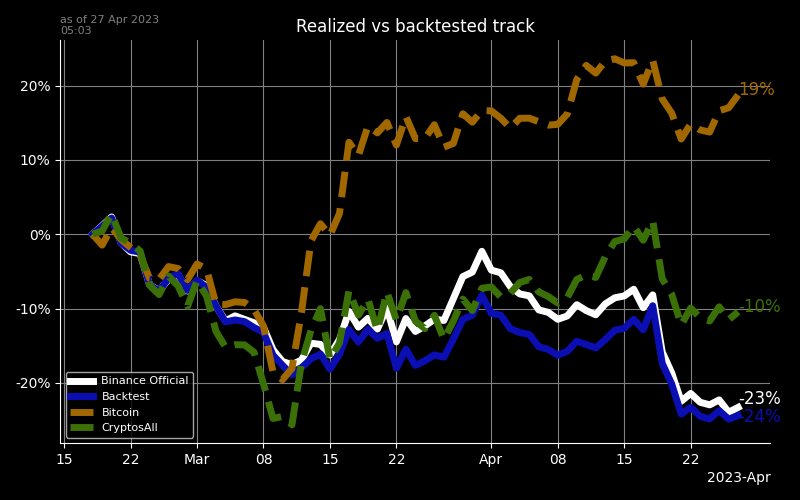 as of 27 Apr 2023
05:03
Realized vs backtested track
20%
10%
0%
-10%
-20%
19%
-10%
-23%
-24%
Binance Official
Backtest
Bitcoin
CryptosAll
15 22 Mar 08 15 22 Apr 08 15 22
2023-Apr